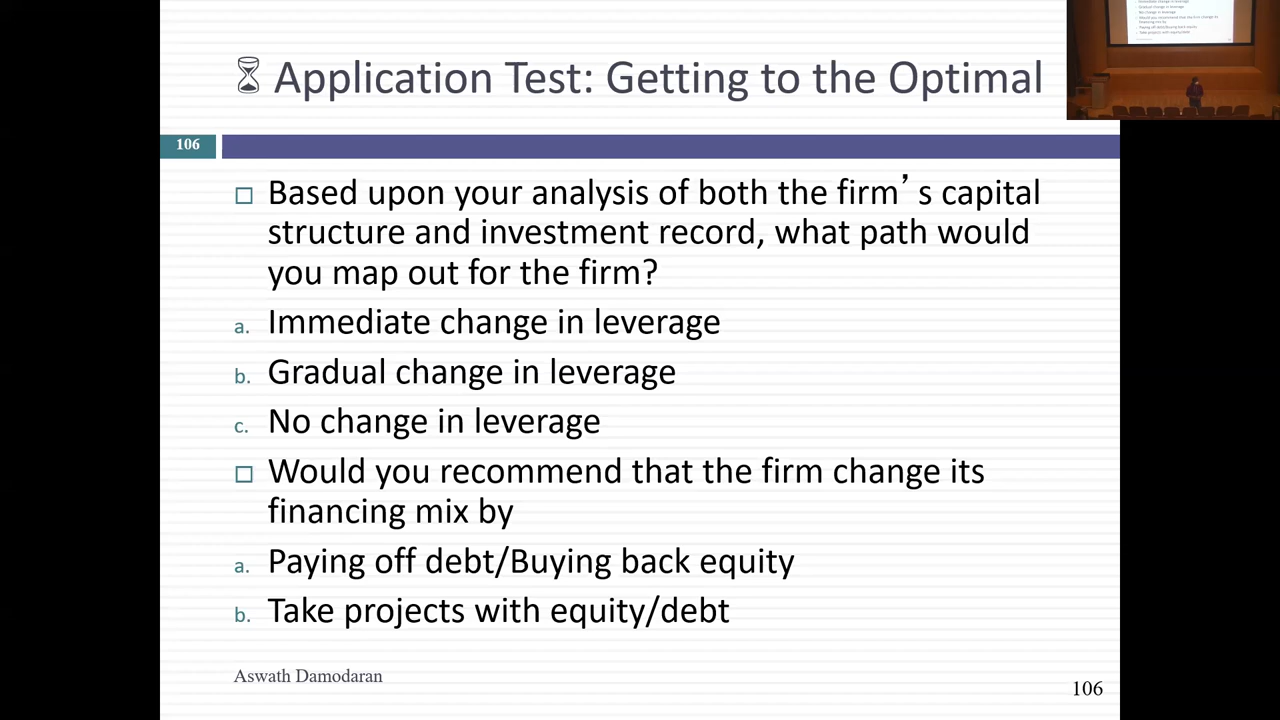 Application Test: Getting to the Optimal
106
Based upon your analysis of both the firm’s capital
structure and investment record, what path would
you map out for the firm?
a. Immediate change in leverage
b. Gradual change in leverage
c. No change in leverage
Would you recommend that the firm change its
financing mix by
a. Paying off debt/Buying back equity
b. Take projects with equity/debt
Aswath Damodaran
106